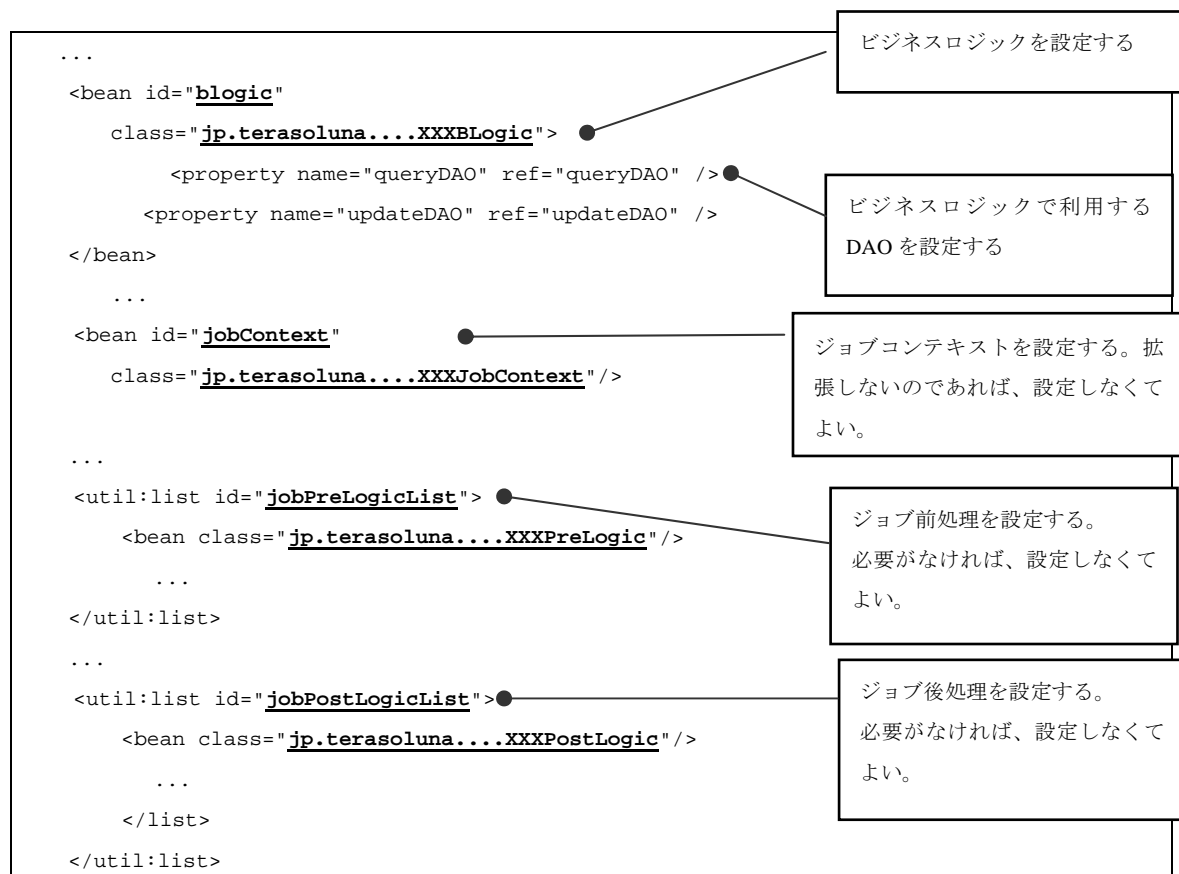 ...
<bean id="blogic"
class="jp.terasoluna....XXXBLogic">
<property name="queryDAO" ref="queryDAO" />
<property name="updateDAO" ref="updateDAO" />
</bean>
...
<bean id="jobContext"
class="jp.terasoluna....XXXJobContext"/>
...
<util:list id="jobPreLogicList">
<bean class="jp.terasoluna....XXXPreLogic"/>
...
</util:list>
...
<util:list id="jobPostLogicList">
<bean class="jp.terasoluna....XXXPostLogic"/>
...
</list>
</util:list>
ビジネスロジックを設定する
ビジネスロジックで利用する
DAO を設定する
ジョブコンテキストを設定する。拡
張しないのであれば、設定しなくて
よい。
ジョブ前処理を設定する。
必要がなければ、設定しなくて
よい。
ジョブ後処理を設定する。
必要がなければ、設定しなくて
よい。